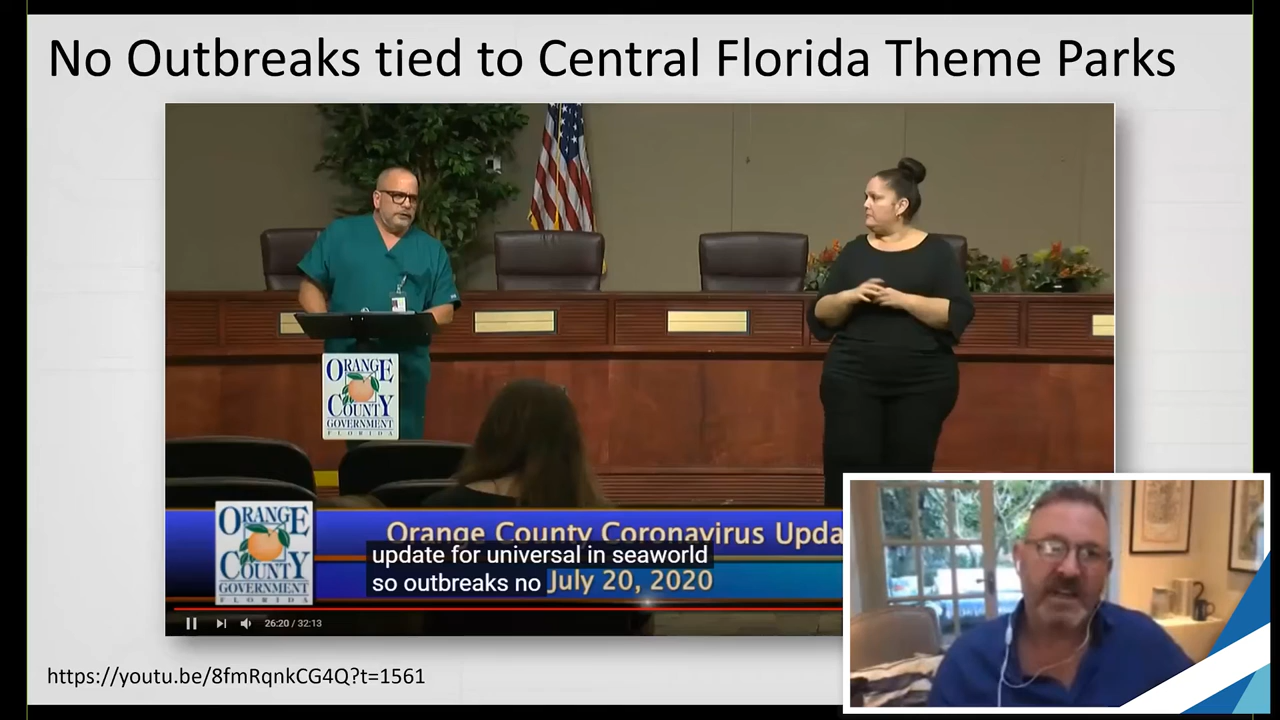 No Outbreaks tied to Central Florida Theme Parks
ORANGE
COUNTY
GOVERNMENT
FLORIDA
ORANGE
COUNTY
GOVERNMENT
FLORIDA
Orange County Coronavirus Upda
update for universal in seaworld
so outbreaks no July 20, 2020
26:20 / 32:13
https://youtu.be/8fmRqnkCG4Q?t=1561